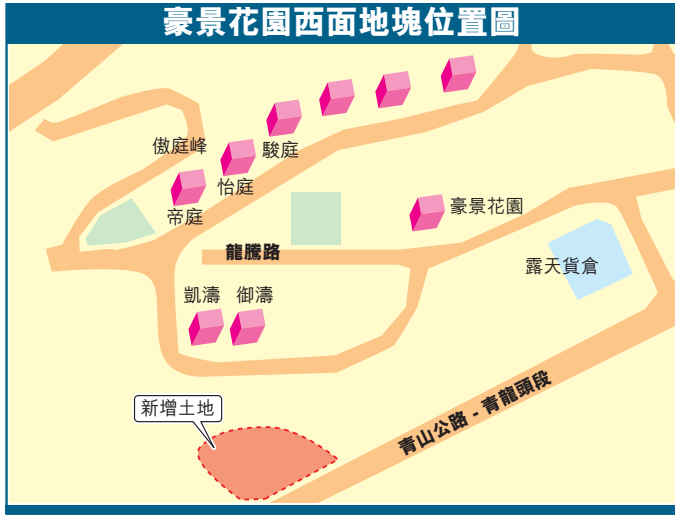 豪景花園西面地塊位置圖
傲庭峰
駿庭
怡庭
帝庭
豪景花園
龍騰路
露天貨倉
凱濤
御濤
青山公路 - 青龍頭段
新增土地